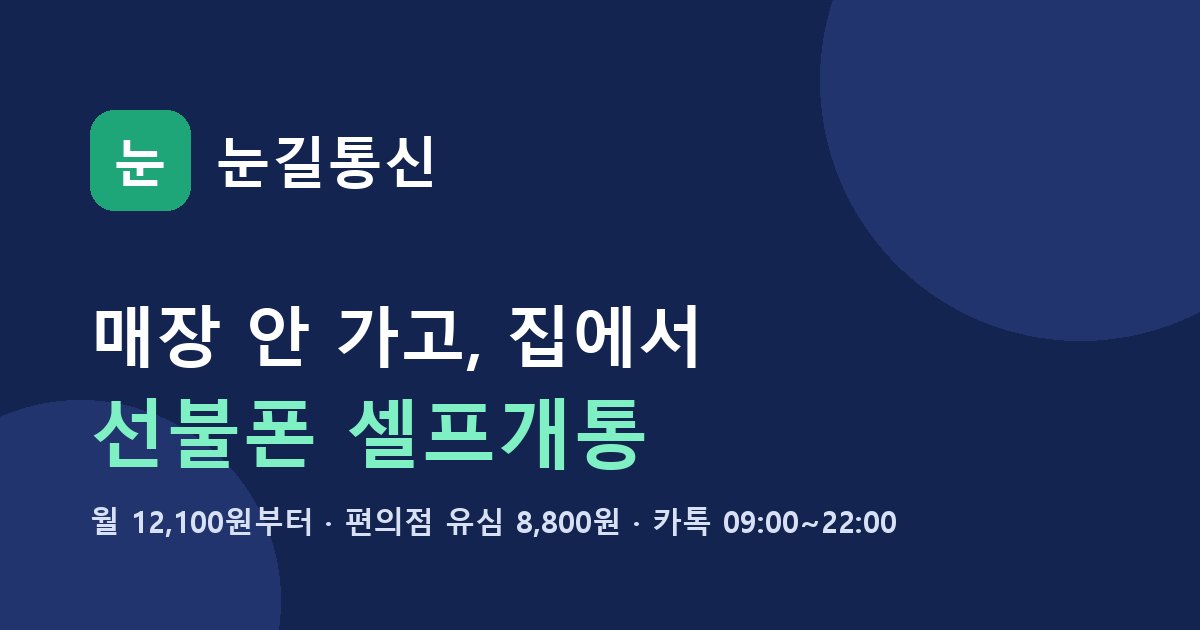 눈 눈길통신
매장 안 가고, 집에서
선불폰 셀프개통
월 12,100원부터 · 편의점 유심 8,800원 · 카톡 09:00~22:00